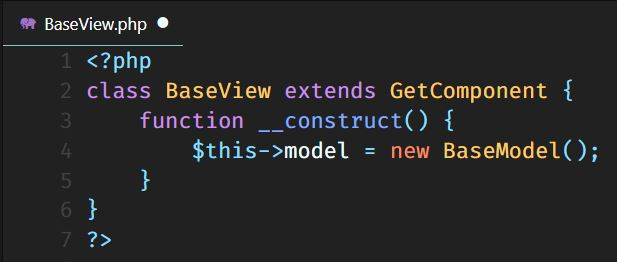 BaseView.php
1 <?php
2 class BaseView extends GetComponent {
3     function __construct() {
4         $this->model = new BaseModel();
5     }
6 }
7 ?>